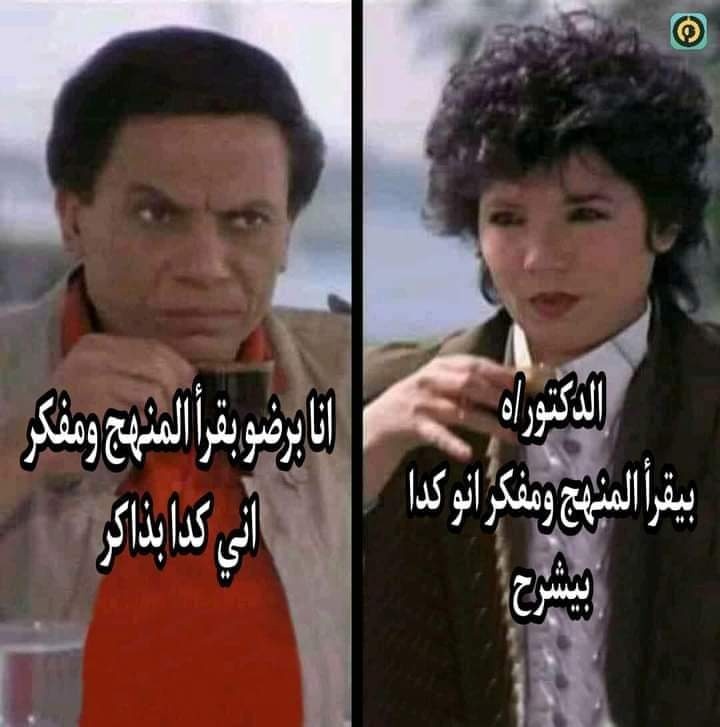 الدكتور/ه
بيقرأ المنهج ومفكر انو كدا
بيشرح
انا برضو بقرأ المنهج ومفكر
اني كدا بذاكر